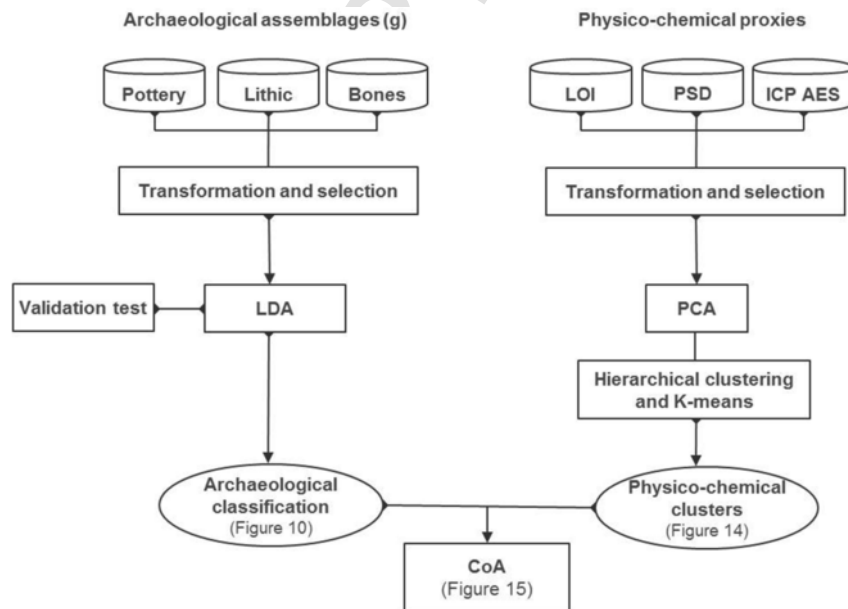 Archaeological assemblages (g)
Physico-chemical proxies
Pottery
Lithic
Bones
LOI
PSD
ICP AES
Transformation and selection
Transformation and selection
Validation test
LDA
PCA
Hierarchical clustering
and K-means
Archaeological
classification
(Figure 10)
Physico-chemical
clusters
(Figure 14)
CoA
(Figure 15)